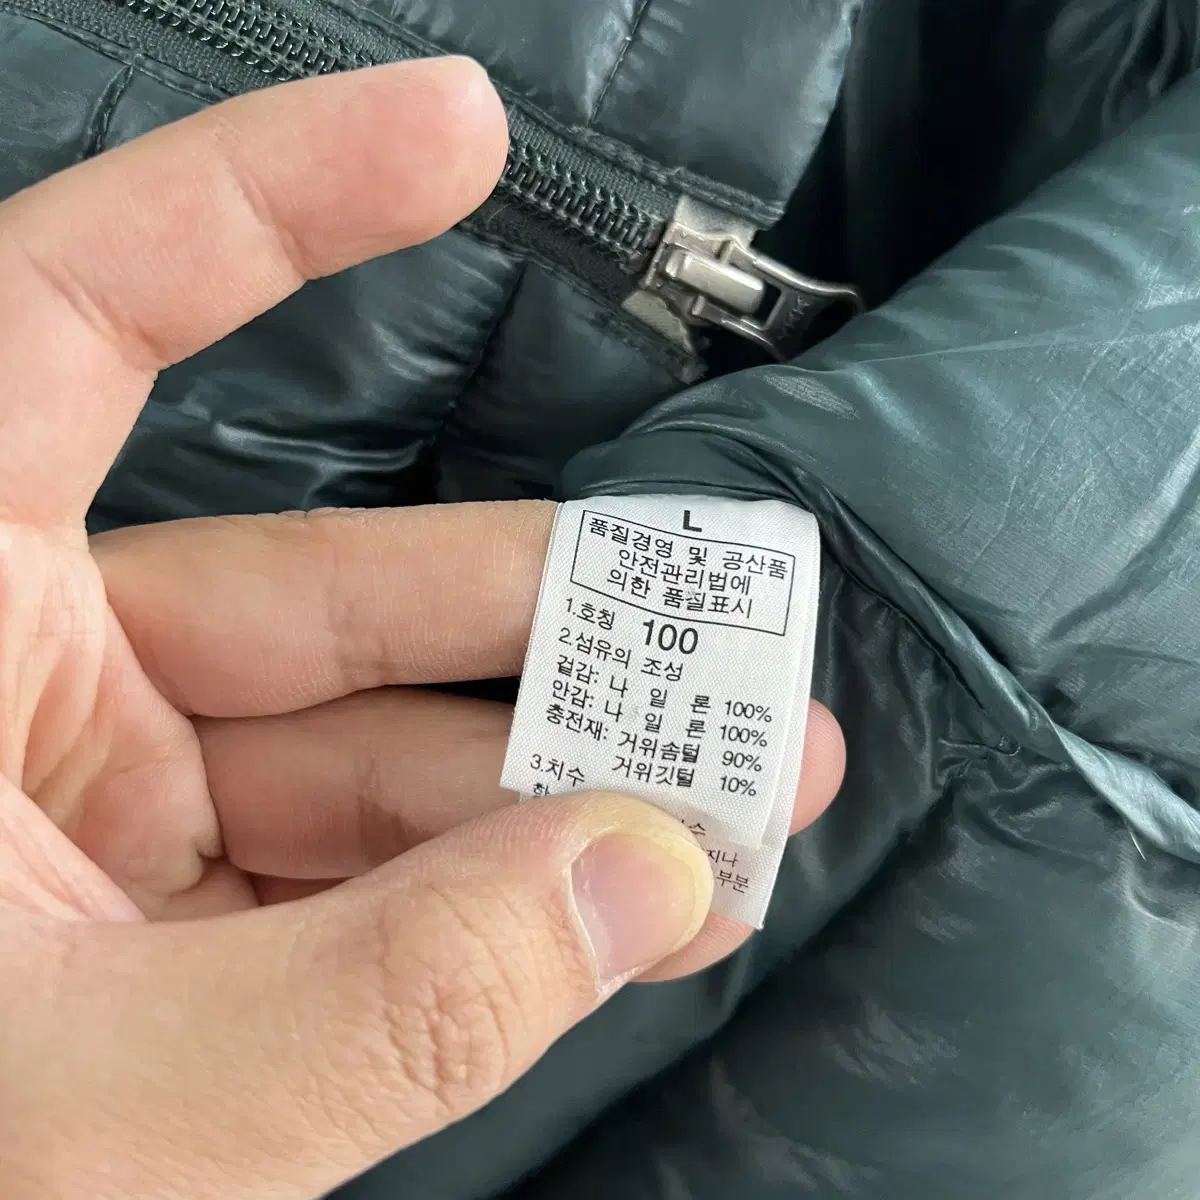 YKK
L
품질경영 및 공산품
안전관리법에
의한 품질표시
1.호칭 100
2.섬유의 조성
겉감: 나 일 론 100%
안감: 나 일 론 100%
충전재: 거위솜털 90%
거위깃털 10%
3.치수
부분